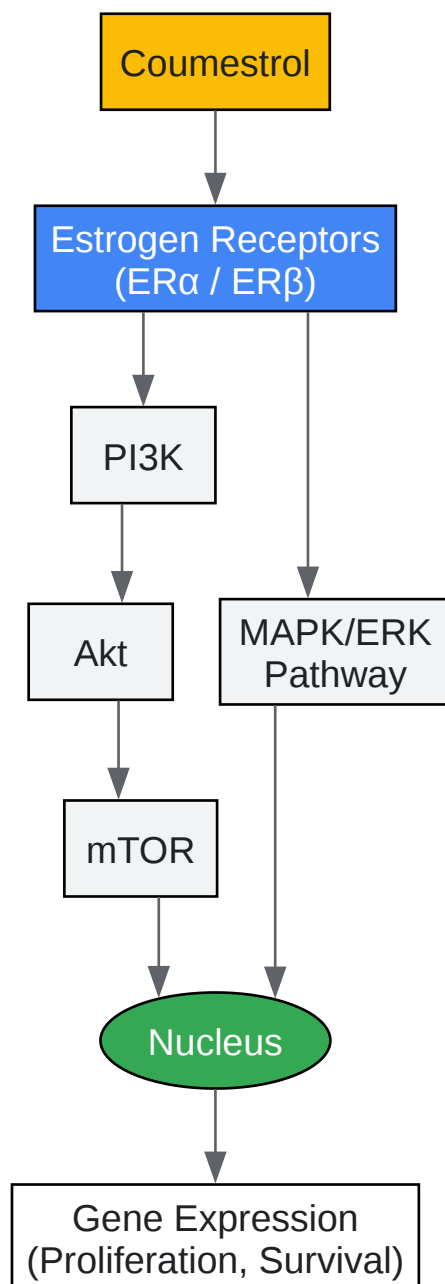 Coumestrol
Estrogen Receptors
(ERα / ERβ)
PI3K
Akt
MAPK/ERK
Pathway
mTOR
Nucleus
Gene Expression
(Proliferation, Survival)